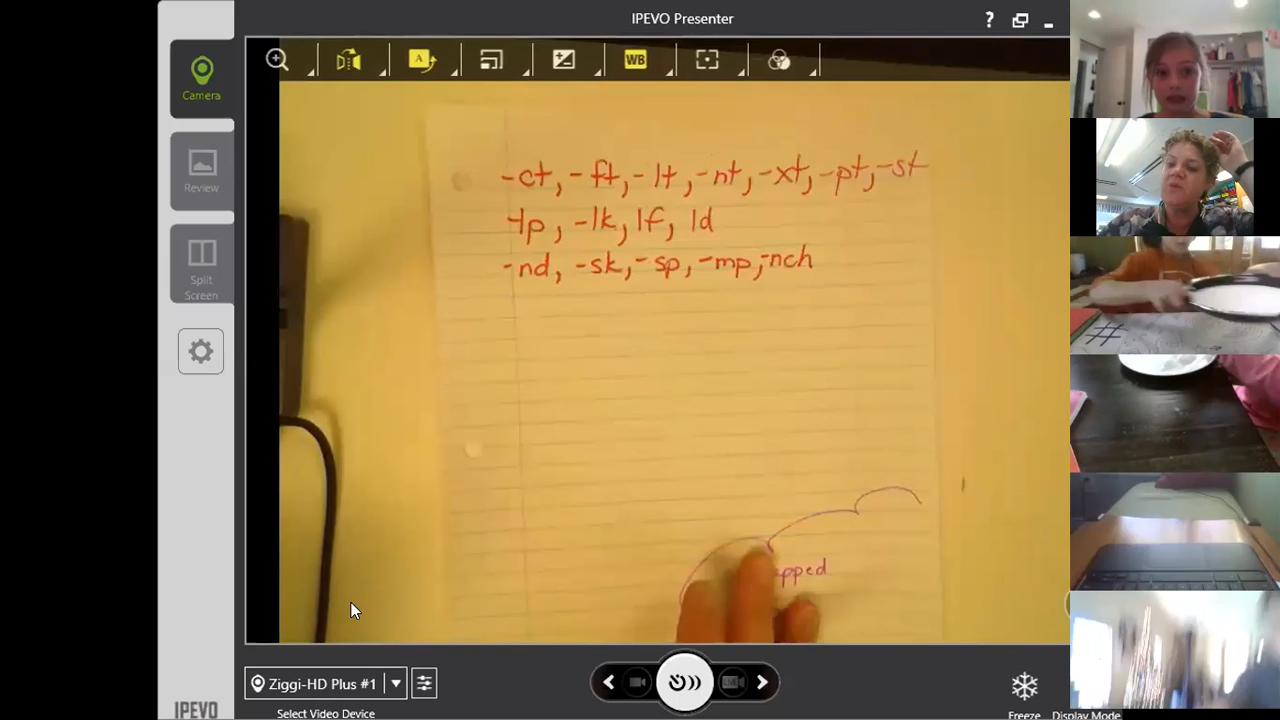 IPEVO Presenter
?
WB
Camera
Review
Split
Screen
-ct, -ft, -lt, -nt, -xt, -pt, -st
-lp, -lk, lf, ld
-nd, -sk, -sp, -mp, -nch
pped
Ziggi-HD Plus #1
Select Video Device
Freeze
Display Mode
IPEVO